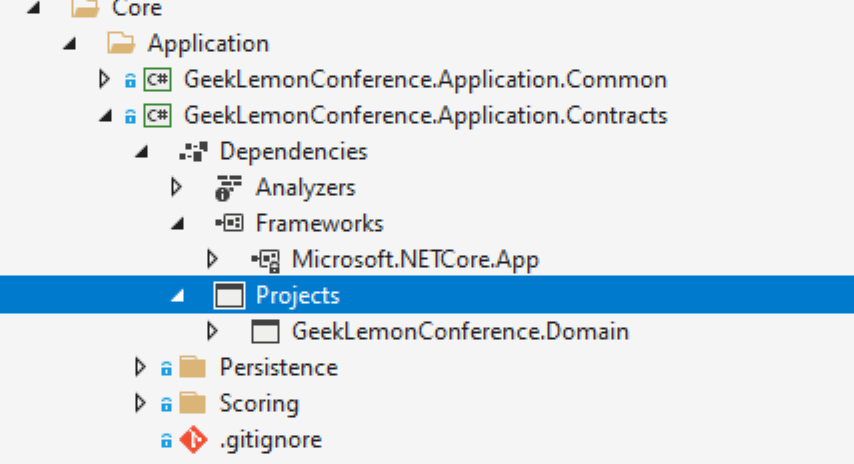 Core
Application
C# GeekLemonConference.Application.Common
C# GeekLemonConference.Application.Contracts
Dependencies
Analyzers
Frameworks
Microsoft.NETCore.App
Projects
GeekLemonConference.Domain
Persistence
Scoring
.gitignore